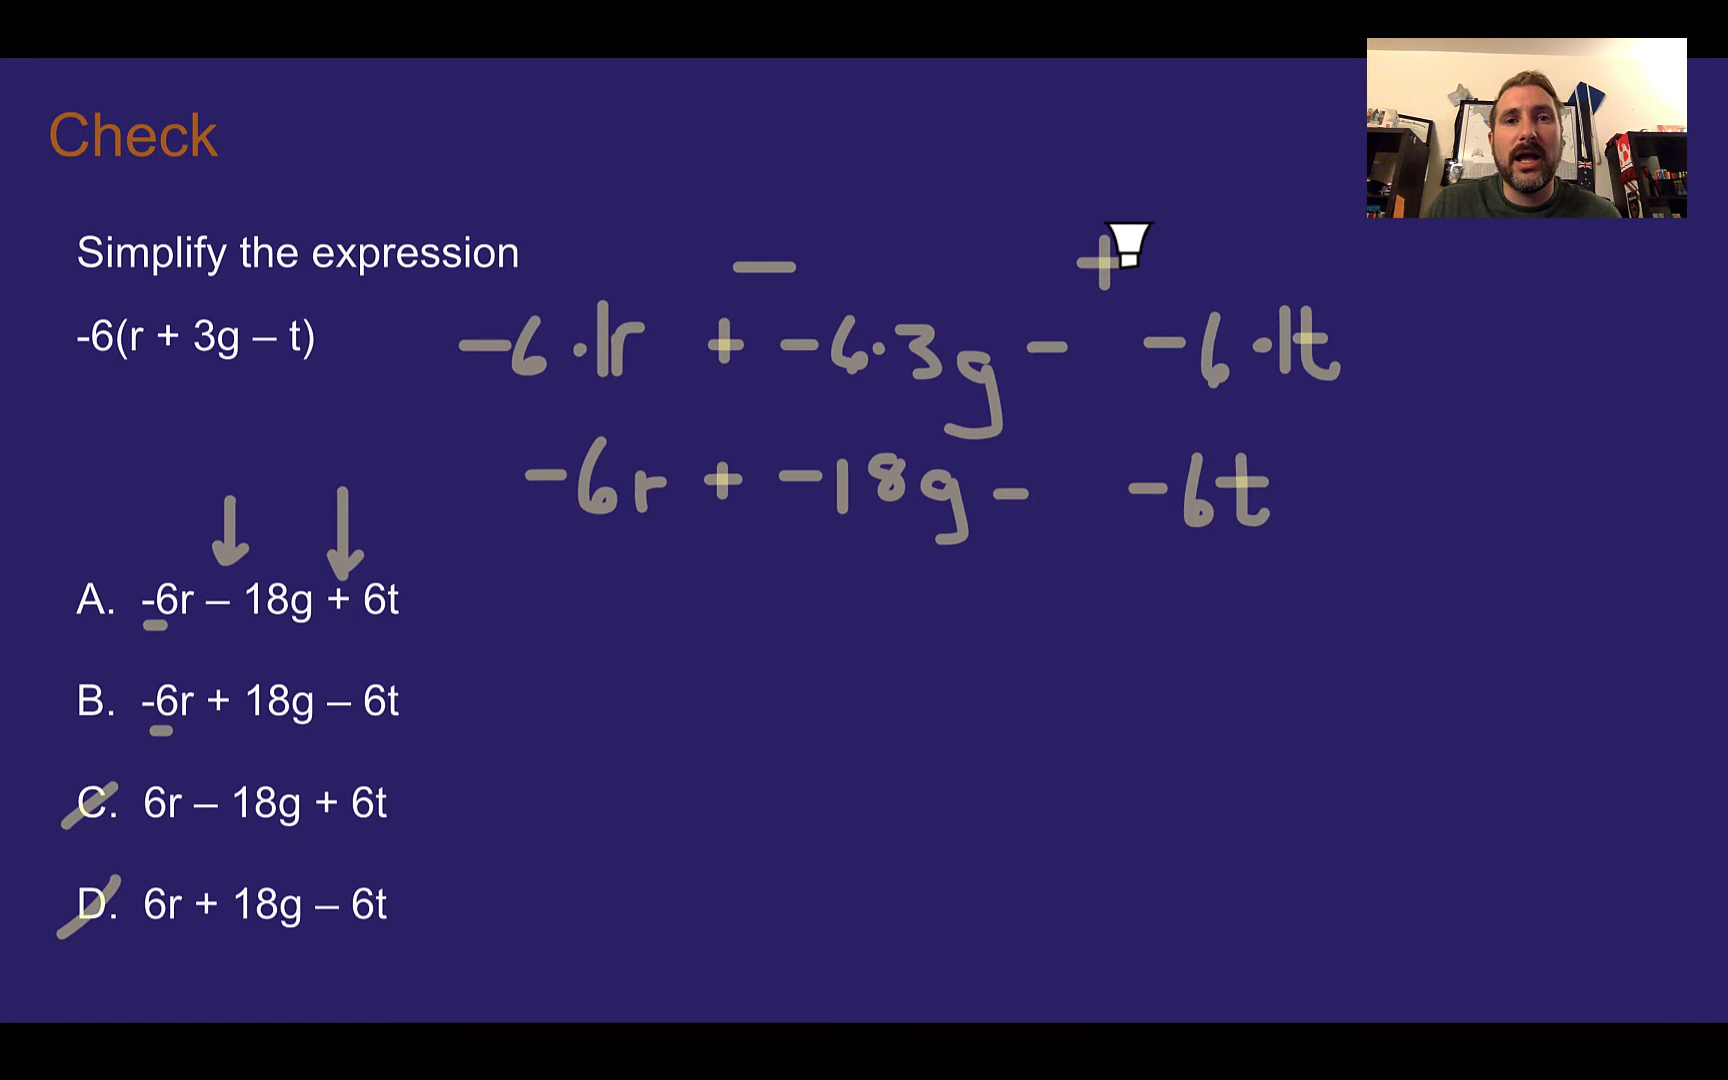 Check
Simplify the expression
− +
-6(r + 3g – t)
-6·1r + -6·3g - -6·1t
-6r + -18g - -6t
A. -6r – 18g + 6t
B. -6r + 18g – 6t
C. 6r – 18g + 6t
D. 6r + 18g – 6t